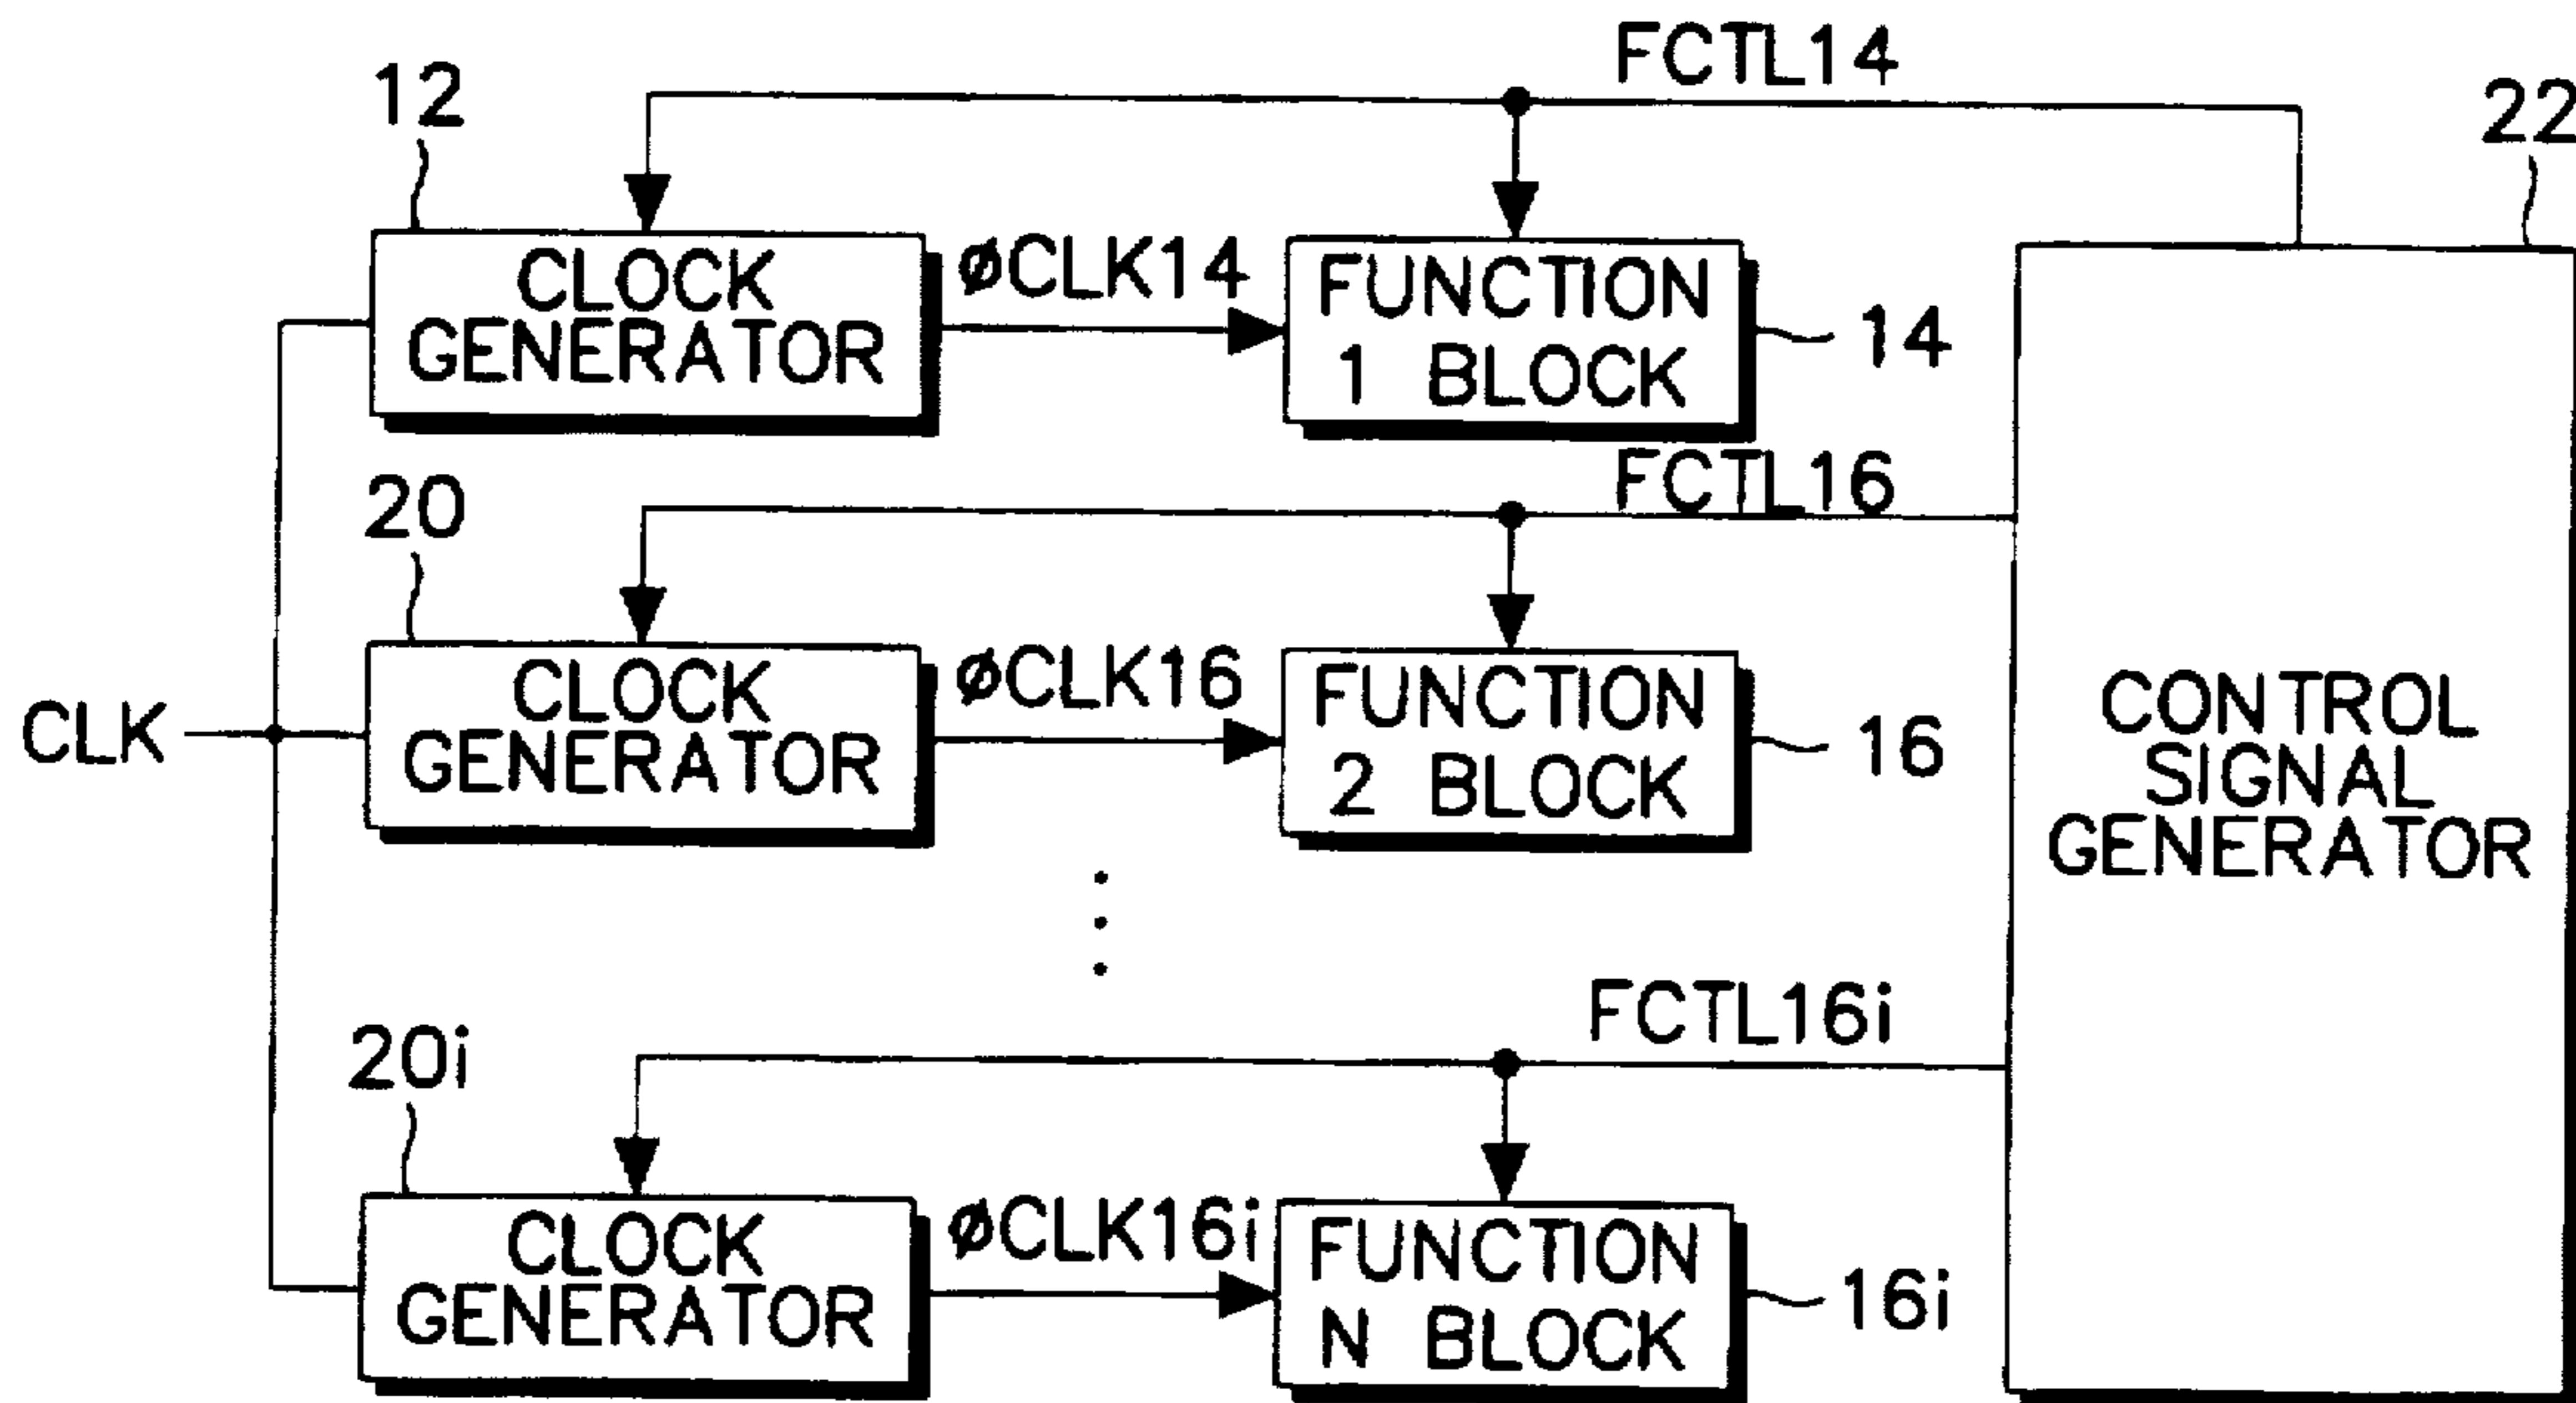 FCTL14
12
22
CLOCK
GENERATOR
øCLK14
FUNCTION
1 BLOCK
14
FCTL16
20
CLOCK
GENERATOR
øCLK16
FUNCTION
2 BLOCK
16
CLK
CONTROL
SIGNAL
GENERATOR
FCTL16i
20i
CLOCK
GENERATOR
øCLK16i
FUNCTION
N BLOCK
16i